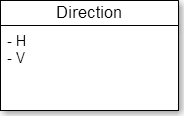 Direction
- H
- V